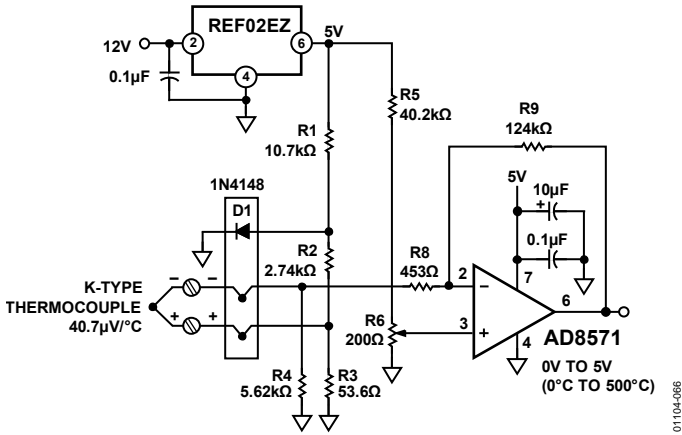 REF02EZ
12V
2
6
5V
4
0.1µF
R5
40.2kΩ
R9
124kΩ
R1
10.7kΩ
1N4148
D1
5V
10µF
+
0.1µF
R2
2.74kΩ
R8
453Ω
K-TYPE
THERMOCOUPLE
40.7µV/°C
– –
+ +
2
–
7
6
3
+
4
R6
200Ω
AD8571
0V TO 5V
(0°C TO 500°C)
R4
5.62kΩ
R3
53.6Ω
01104-066